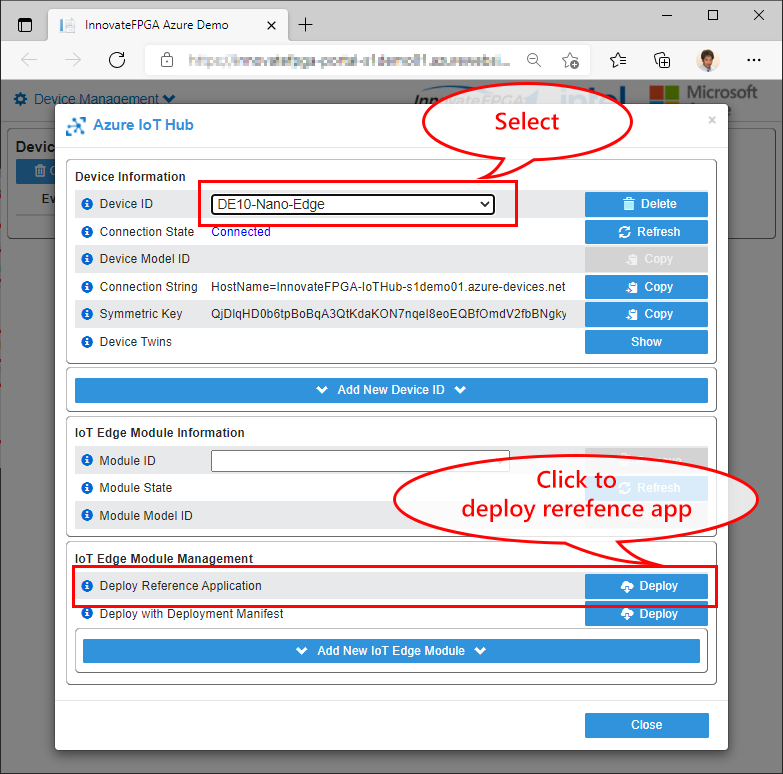 InnovateFPGA Azure Demo
Device Management
InnovateFPGA
intel
Microsoft
Azure IoT Hub
Select
Device Information
Device ID
DE10-Nano-Edge
Delete
Connection State
Connected
Refresh
Device Model ID
Copy
Connection String
HostName=InnovateFPGA-IoTHub-s1demo01.azure-devices.net
Copy
Symmetric Key
Copy
Device Twins
Show
Add New Device ID
IoT Edge Module Information
Module ID
Module State
Refresh
Module Model ID
Click to
deploy rerefence app
IoT Edge Module Management
Deploy Reference Application
Deploy
Deploy with Deployment Manifest
Deploy
Add New IoT Edge Module
Close